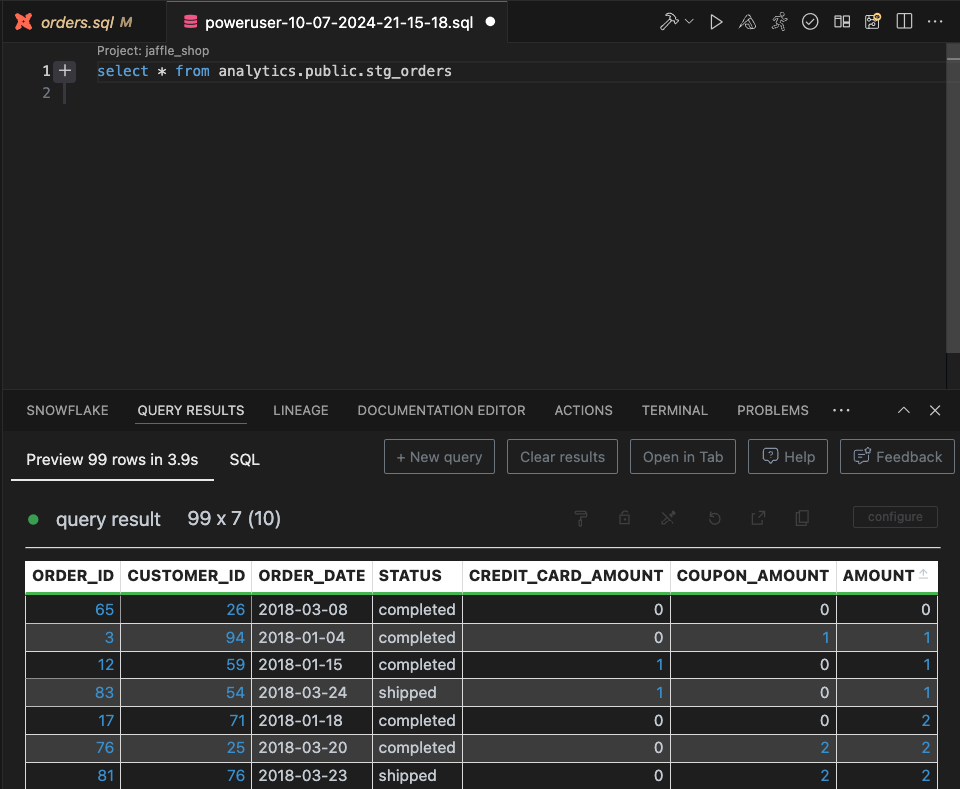 orders.sql M
poweruser-10-07-2024-21-15-18.sql
Project: jaffle_shop
1 + select * from analytics.public.stg_orders
2
SNOWFLAKE QUERY RESULTS LINEAGE DOCUMENTATION EDITOR ACTIONS TERMINAL PROBLEMS ...
Preview 99 rows in 3.9s SQL + New query Clear results Open in Tab Help Feedback
query result 99 x 7 (10) configure
ORDER_ID CUSTOMER_ID ORDER_DATE STATUS CREDIT_CARD_AMOUNT COUPON_AMOUNT AMOUNT
65 26 2018-03-08 completed 0 0 0
3 94 2018-01-04 completed 0 1 1
12 59 2018-01-15 completed 1 0 1
83 54 2018-03-24 shipped 1 0 1
17 71 2018-01-18 completed 0 0 2
76 25 2018-03-20 completed 0 2 2
81 76 2018-03-23 shipped 0 2 2